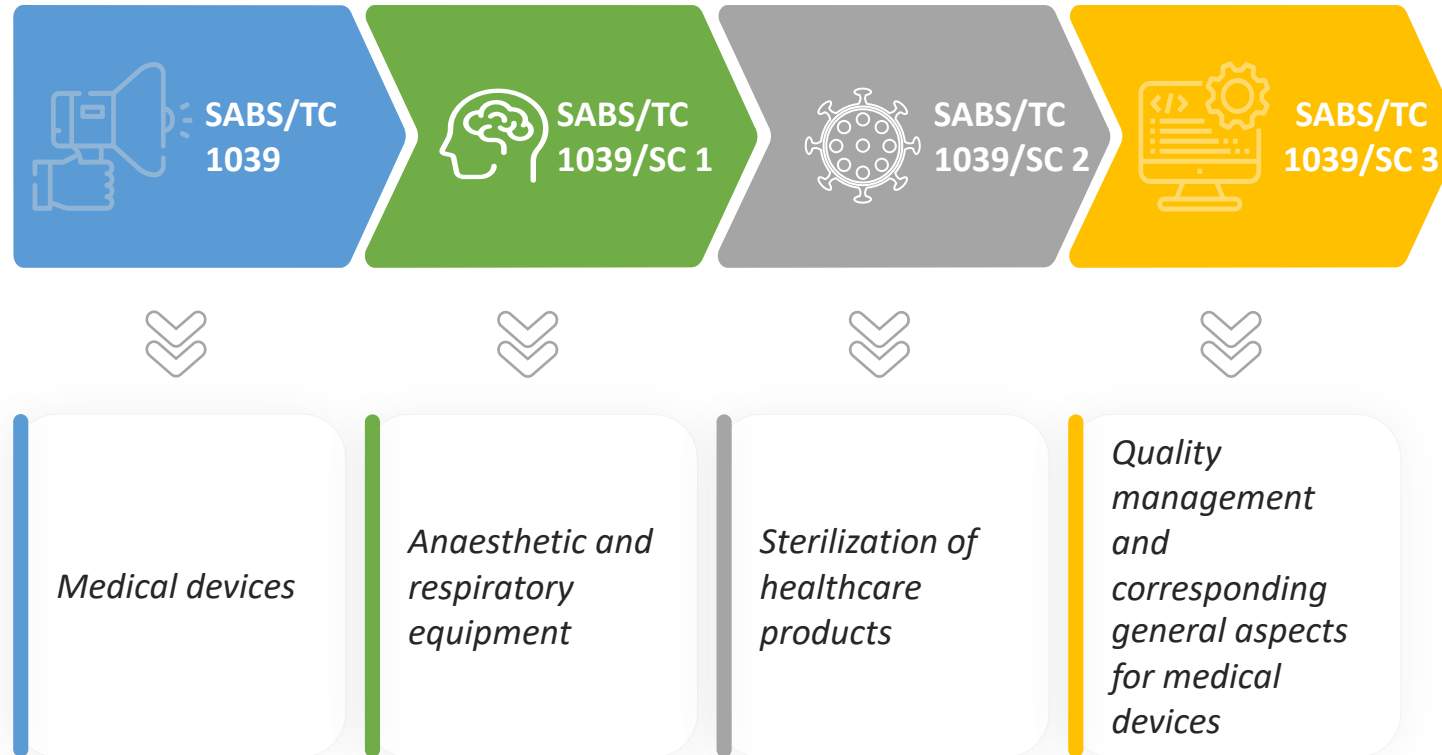 SABS/TC
1039
SABS/TC
1039/SC 1
SABS/TC
1039/SC 2
SABS/TC
1039/SC 3
</>
Medical devices
Anaesthetic and
respiratory
equipment
Sterilization of
healthcare
products
Quality
management
and
corresponding
general aspects
for medical
devices